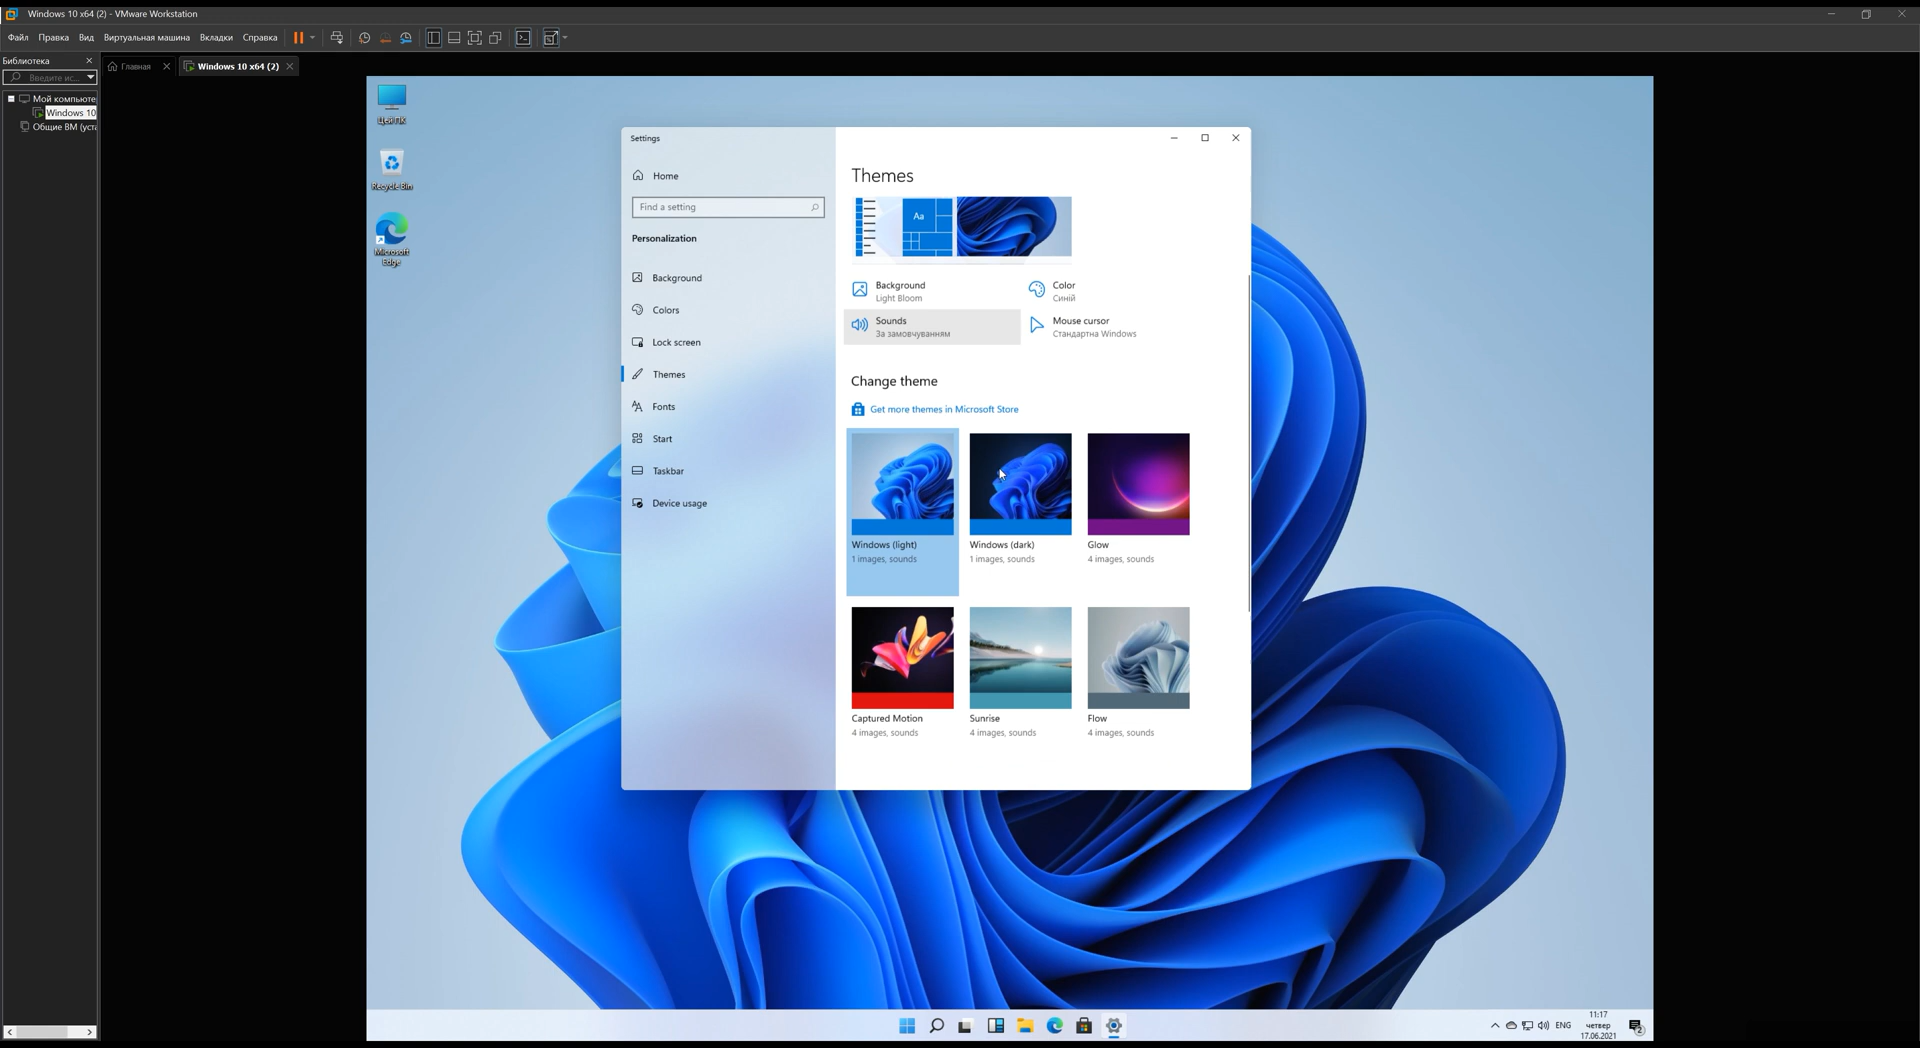 Windows 10 x64 (2) - VMware Workstation
Файл Правка Вид Виртуальная машина Вкладки Справка
Библиотека
Главная
Windows 10 x64 (2)
Введите ис...
Мой компьюте
Windows 10
Общие ВМ (уста
Цей ПК
Recycle Bin
Microsoft
Edge
Settings
Home
Find a setting
Personalization
Background
Colors
Lock screen
Themes
Fonts
Start
Taskbar
Device usage
Themes
Aa
Background
Light Bloom
Color
Синій
Sounds
За замовчуванням
Mouse cursor
Стандартна Windows
Change theme
Get more themes in Microsoft Store
Windows (light)
1 images, sounds
Windows (dark)
1 images, sounds
Glow
4 images, sounds
Captured Motion
4 images, sounds
Sunrise
4 images, sounds
Flow
4 images, sounds
ENG
11:17
четвер
17.06.2021
2